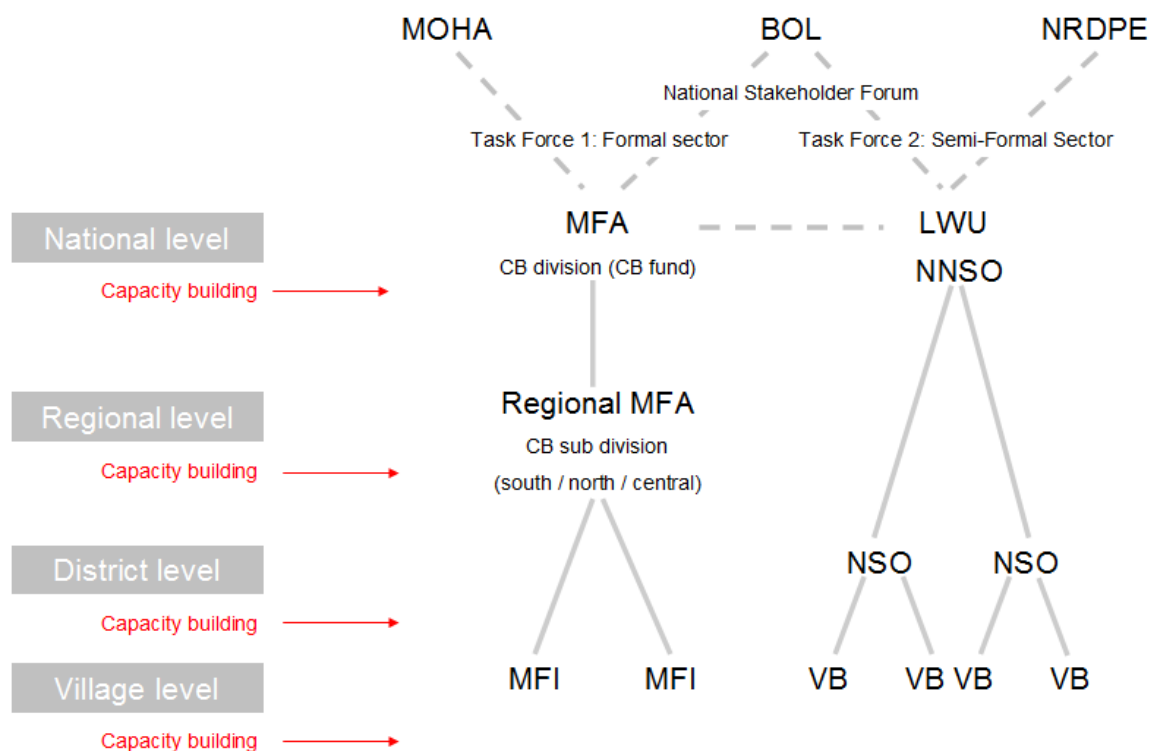 MOHA BOL NRDPE
National Stakeholder Forum
Task Force 1: Formal sector Task Force 2: Semi-Formal Sector
National level MFA LWU
CB division (CB fund) NNSO
Capacity building
Regional level Regional MFA
CB sub division
Capacity building (south / north / central)
District level NSO NSO
Capacity building
Village level MFI MFI VB VB VB VB
Capacity building